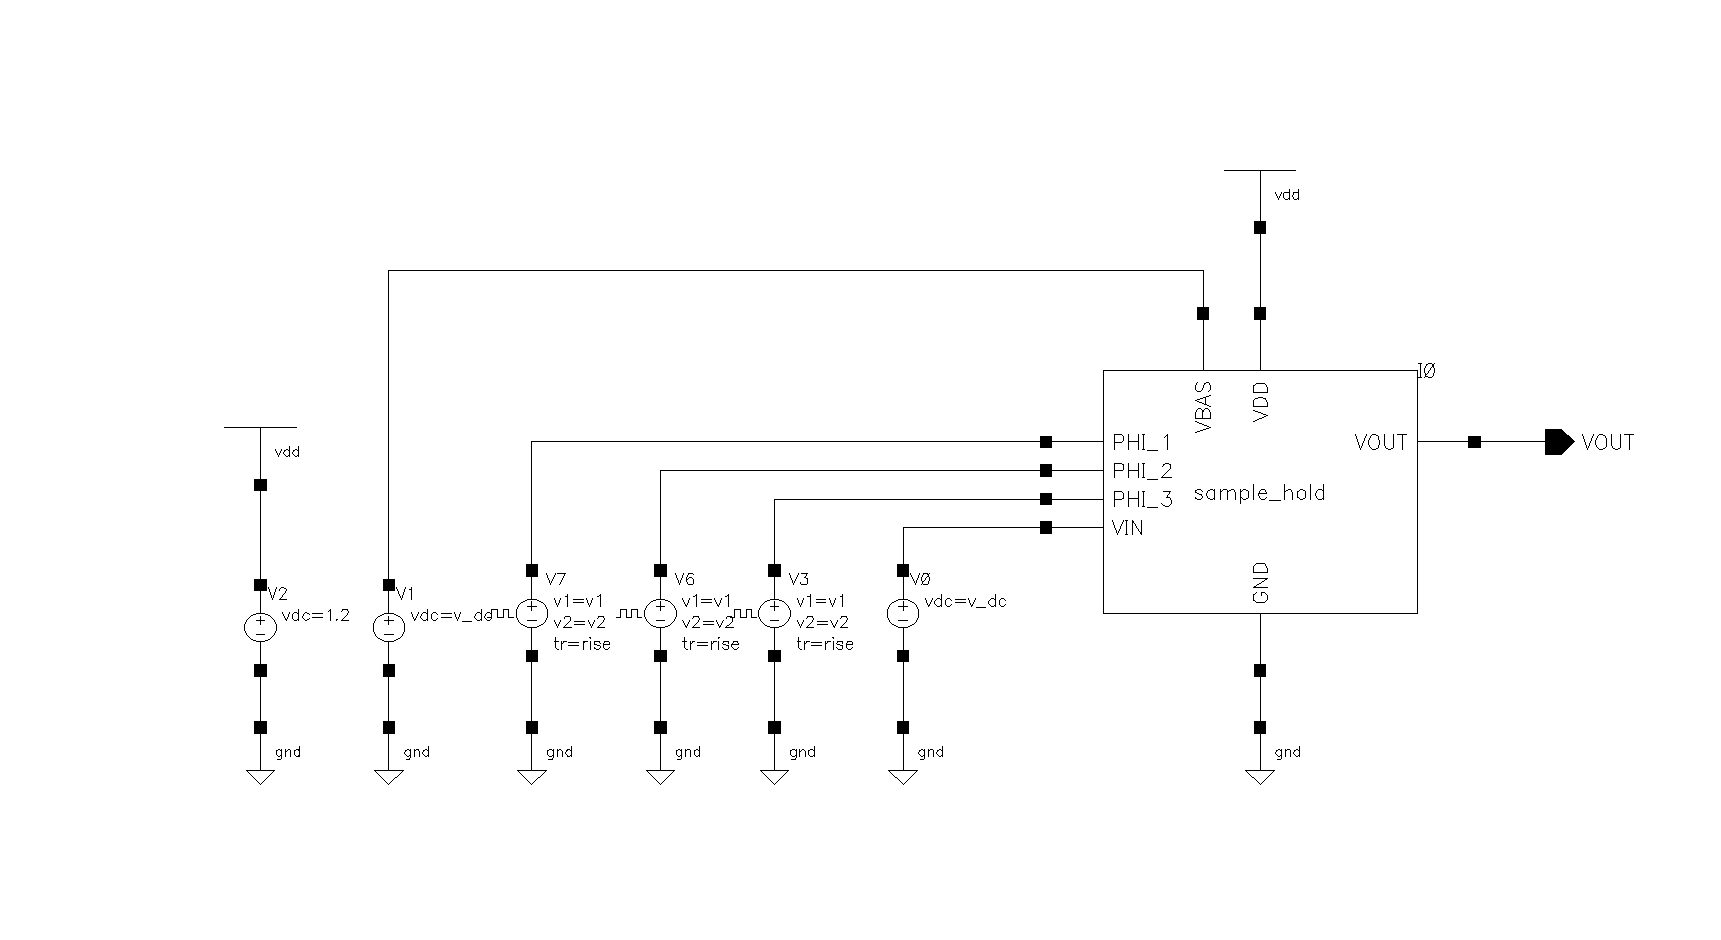 vdd
IØ
VBAS
VDD
PHI_1
VOUT
VOUT
PHI_2
PHI_3
sample_hold
VIN
GND
vdd
V2
vdc=1.2
V1
vdc=v_dc
V7
v1=v1
v2=v2
tr=rise
V6
v1=v1
v2=v2
tr=rise
V3
v1=v1
v2=v2
tr=rise
VØ
vdc=v_dc
gnd
gnd
gnd
gnd
gnd
gnd
gnd